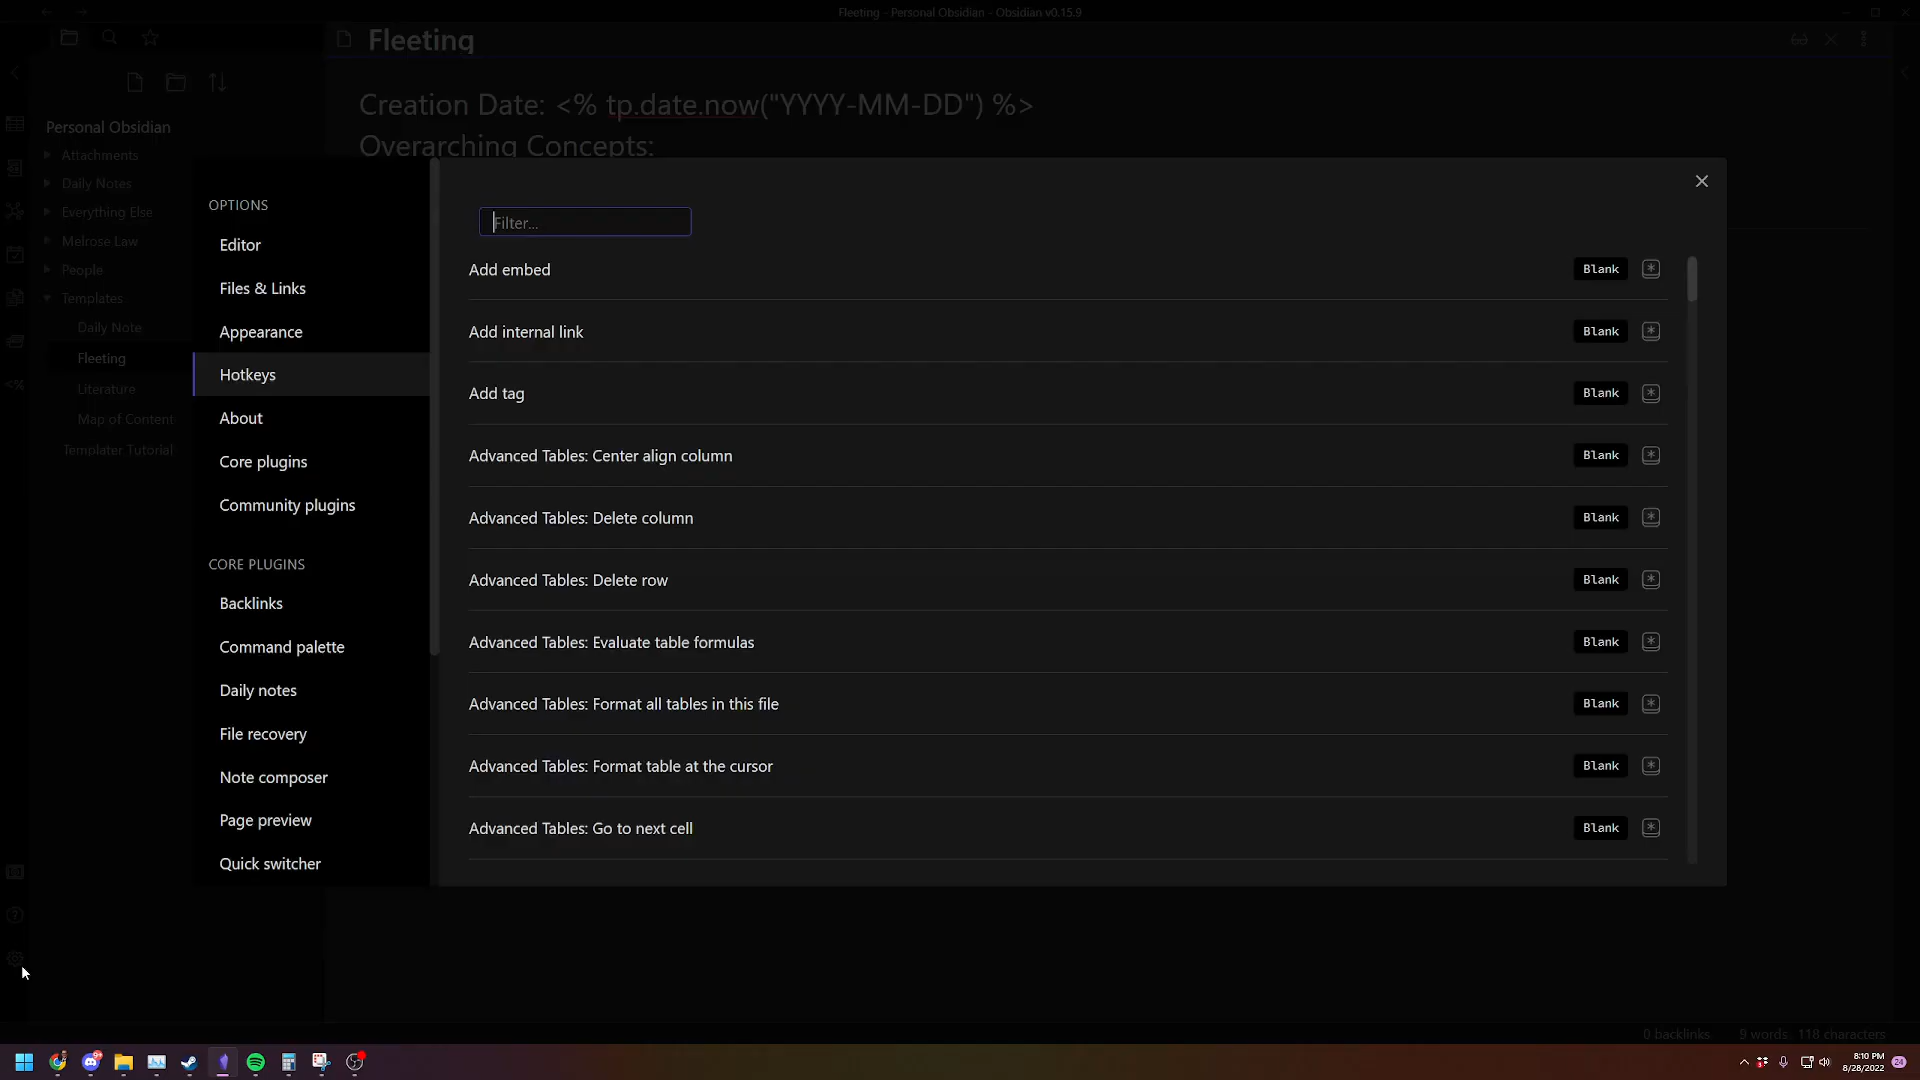 Fleeting - Personal Obsidian - Obsidian v0.15.9
Fleeting
Creation Date: <% tp.date.now("YYYY-MM-DD") %>
Overarching Concepts:
Personal Obsidian
Attachments
Daily Notes
Everything Else
Melrose Law
People
Templates
Daily Note
Fleeting
Literature
Map of Content
Templater Tutorial
<%
OPTIONS
Editor
Files & Links
Appearance
Hotkeys
About
Core plugins
Community plugins
CORE PLUGINS
Backlinks
Command palette
Daily notes
File recovery
Note composer
Page preview
Quick switcher
Filter...
Add embed Blank
Add internal link Blank
Add tag Blank
Advanced Tables: Center align column Blank
Advanced Tables: Delete column Blank
Advanced Tables: Delete row Blank
Advanced Tables: Evaluate table formulas Blank
Advanced Tables: Format all tables in this file Blank
Advanced Tables: Format table at the cursor Blank
Advanced Tables: Go to next cell Blank
0 backlinks 9 words 118 characters
8:10 PM
8/28/2022
24